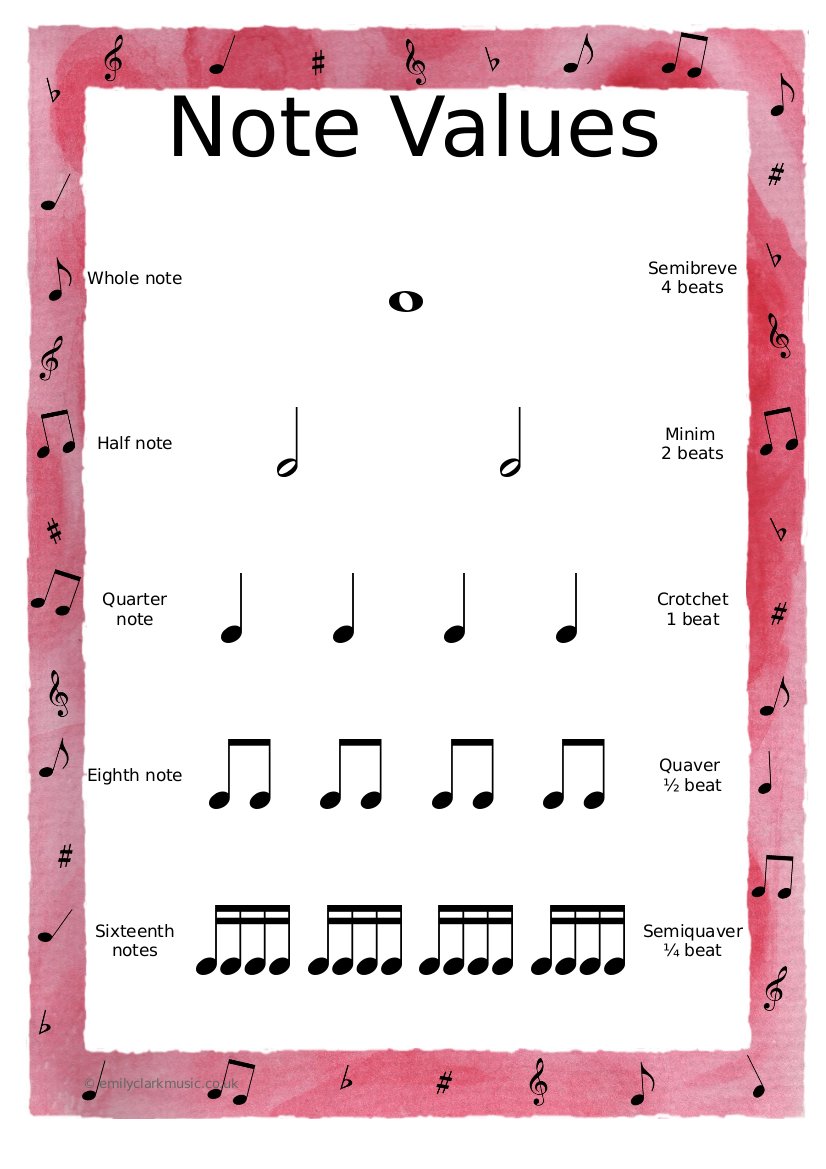 Note Values
Whole note
Semibreve
4 beats
Half note
Minim
2 beats
Quarter
note
Crotchet
1 beat
Eighth note
Quaver
½ beat
Sixteenth
notes
Semiquaver
¼ beat
© emilyclarkmusic.co.uk